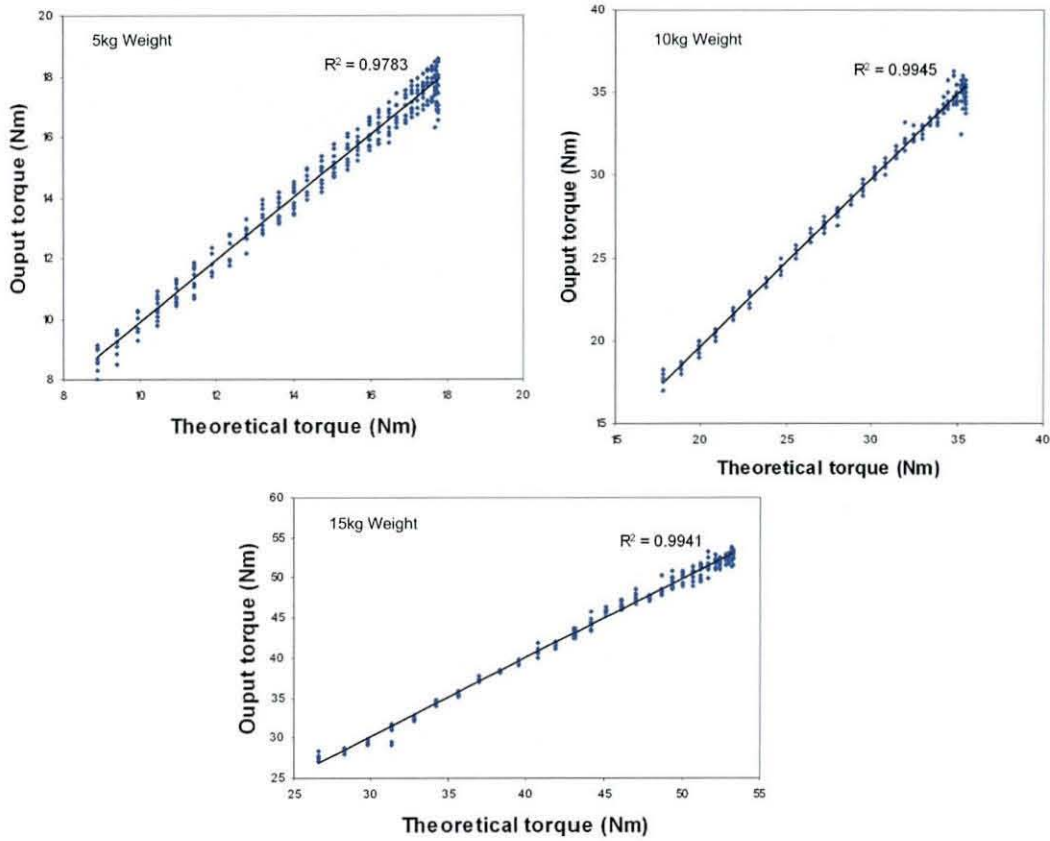 5kg Weight
R² = 0.9783
20
18
16
14
12
10
8
8 10 12 14 16 18 20
Ouput torque (Nm)
Theoretical torque (Nm)
10kg Weight
R² = 0.9945
40
35
30
25
20
15
15 20 25 30 35 40
Ouput torque (Nm)
Theoretical torque (Nm)
15kg Weight
R² = 0.9941
60
55
50
45
40
35
30
25
25 30 35 40 45 50 55
Ouput torque (Nm)
Theoretical torque (Nm)